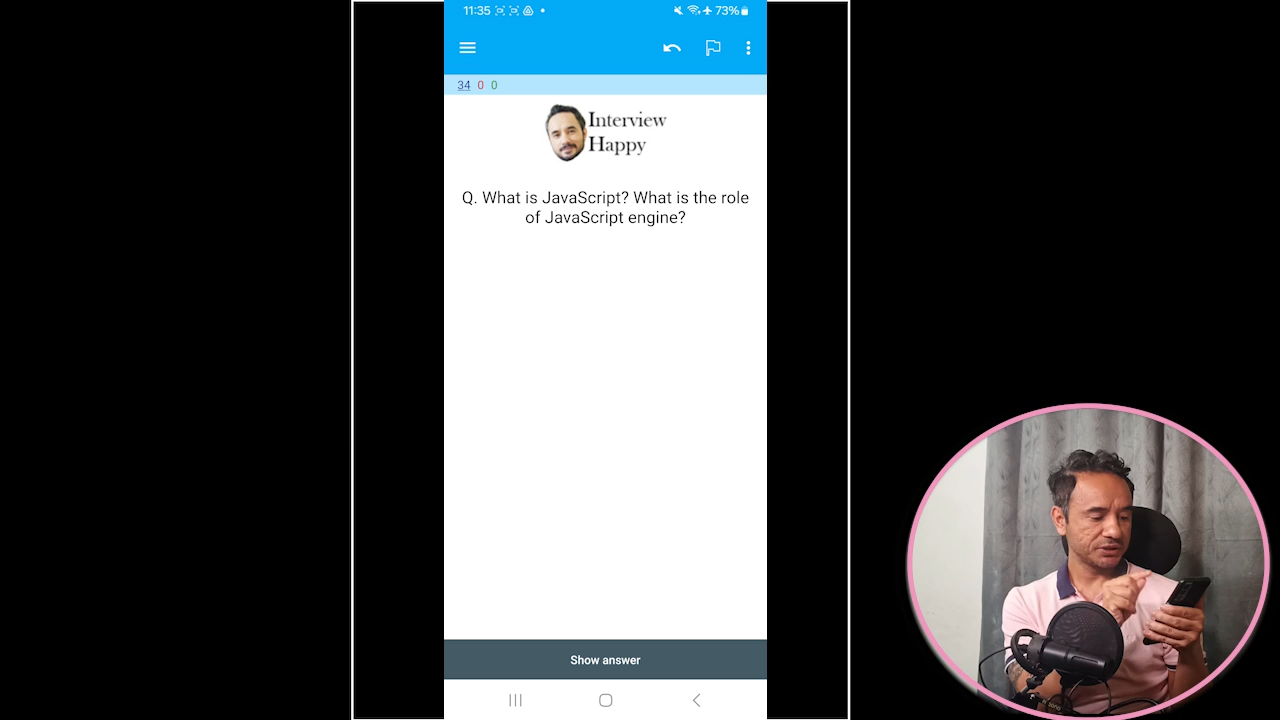 11:35
73%
34 0 0
Interview
Happy
Q. What is JavaScript? What is the role
of JavaScript engine?
Show answer